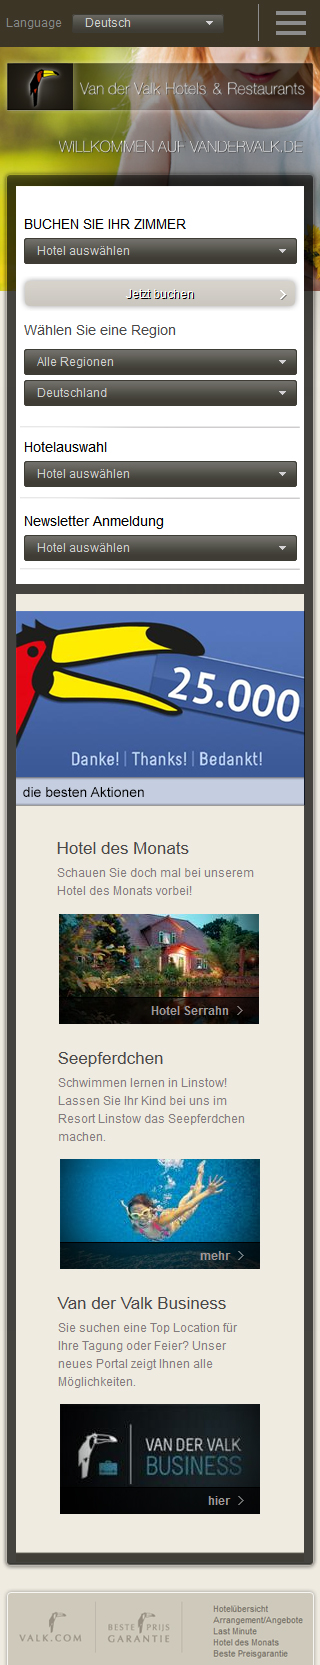 Language Deutsch
Van der Valk Hotels & Restaurants
WILLKOMMEN AUF VANDERVALK.DE
BUCHEN SIE IHR ZIMMER
Hotel auswählen
Jetzt buchen
Wählen Sie eine Region
Alle Regionen
Deutschland
Hotelauswahl
Hotel auswählen
Newsletter Anmeldung
Hotel auswählen
25.000
Danke! | Thanks! | Bedankt!
die besten Aktionen
Hotel des Monats
Schauen Sie doch mal bei unserem
Hotel des Monats vorbei!
Hotel Serrahn
Seepferdchen
Schwimmen lernen in Linstow!
Lassen Sie Ihr Kind bei uns im
Resort Linstow das Seepferdchen
machen.
mehr
Van der Valk Business
Sie suchen eine Top Location für
Ihre Tagung oder Feier? Unser
neues Portal zeigt Ihnen alle
Möglichkeiten.
VAN DER VALK
BUSINESS
hier
VALK.COM
BESTE PRIJS
GARANTIE
Hotelübersicht
Arrangement/Angebote
Last Minute
Hotel des Monats
Beste Preisgarantie